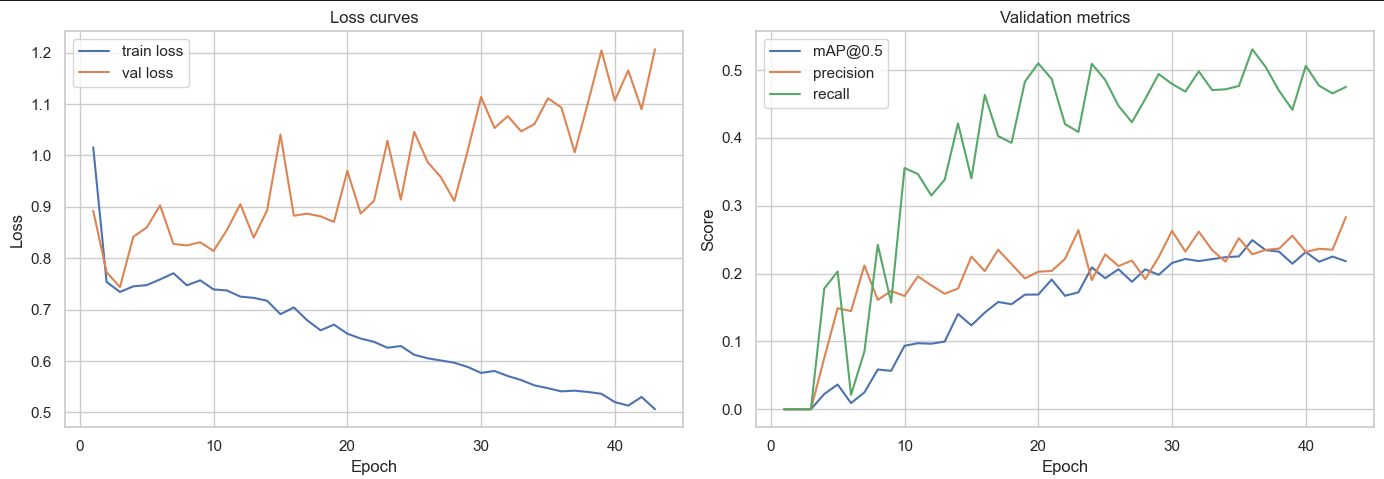 Loss curves
train loss
val loss
1.2
1.1
1.0
0.9
0.8
0.7
0.6
0.5
Loss
0
10
20
30
40
Epoch
Validation metrics
mAP@0.5
precision
recall
0.5
0.4
0.3
0.2
0.1
0.0
Score
0
10
20
30
40
Epoch